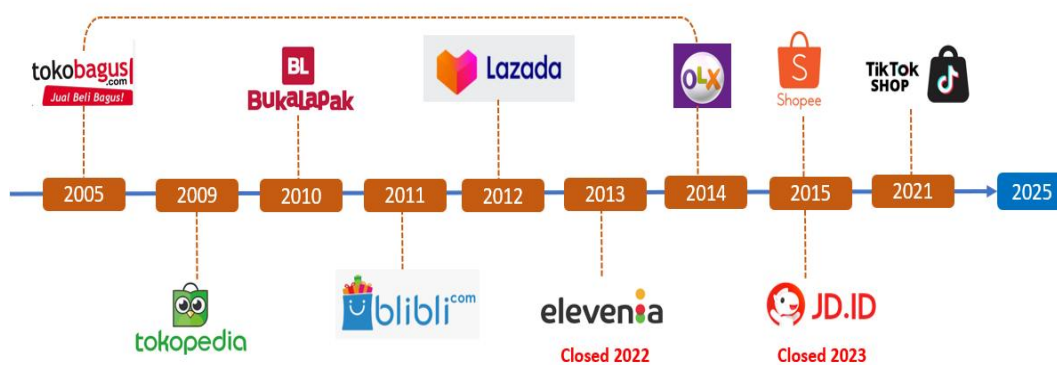 tokobagus
.com
Jual Beli Bagus!
BL
BukaLapak
Lazada
OLX
S
Shopee
TikTok
SHOP
2005
2009
2010
2011
2012
2013
2014
2015
2021
2025
tokopedia
blibli.com
elevenia
JD.ID
Closed 2022
Closed 2023